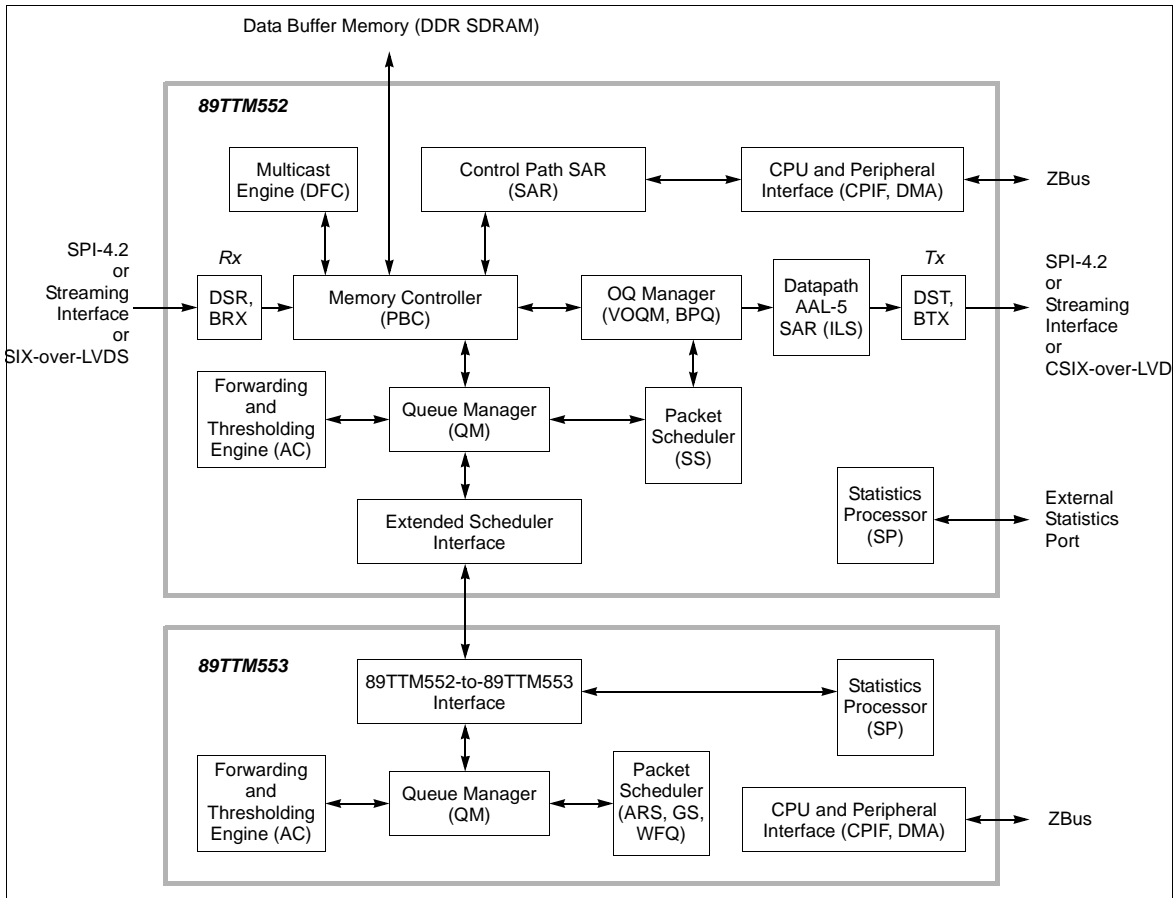 Data Buffer Memory (DDR SDRAM)
89TTM552
Multicast
Engine (DFC)
Control Path SAR
(SAR)
CPU and Peripheral
Interface (CPIF, DMA)
ZBus
SPI-4.2
or
Streaming
Interface
or
SIX-over-LVDS
Rx
DSR,
BRX
Memory Controller
(PBC)
OQ Manager
(VOQM, BPQ)
Datapath
AAL-5
SAR (ILS)
Tx
DST,
BTX
SPI-4.2
or
Streaming
Interface
or
CSIX-over-LVD
Forwarding
and
Thresholding
Engine (AC)
Queue Manager
(QM)
Packet
Scheduler
(SS)
Extended Scheduler
Interface
Statistics
Processor
(SP)
External
Statistics
Port
89TTM553
89TTM552-to-89TTM553
Interface
Statistics
Processor
(SP)
Forwarding
and
Thresholding
Engine (AC)
Queue Manager
(QM)
Packet
Scheduler
(ARS, GS,
WFQ)
CPU and Peripheral
Interface (CPIF, DMA)
ZBus